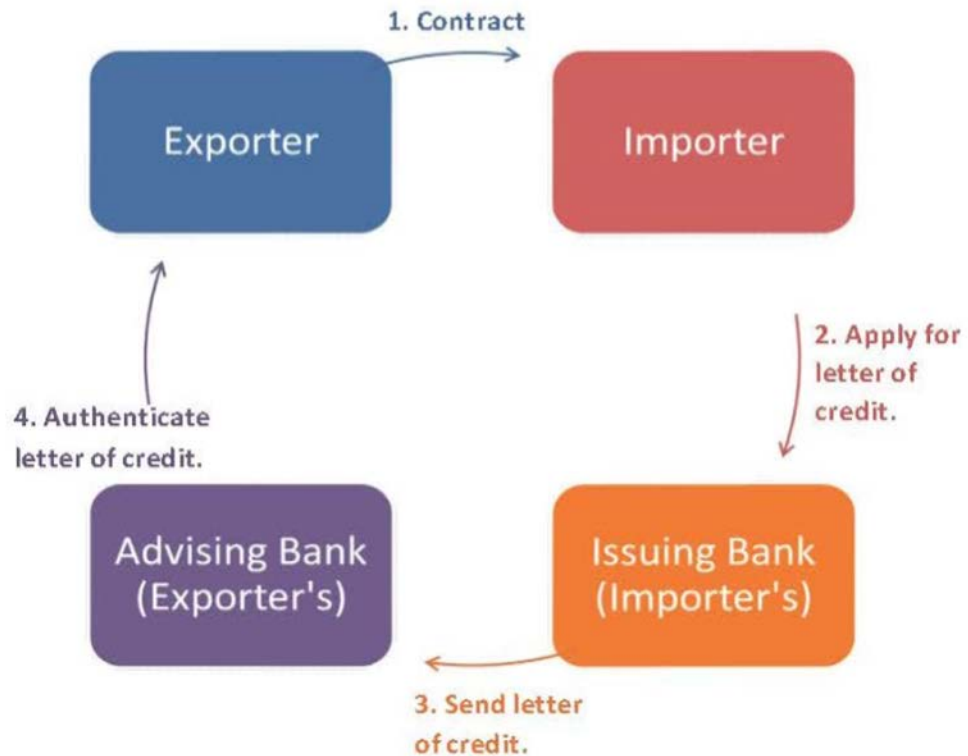 1. Contract
Exporter
Importer
2. Apply for
letter of
credit.
4. Authenticate
letter of credit.
Advising Bank
(Exporter's)
Issuing Bank
(Importer's)
3. Send letter
of credit.